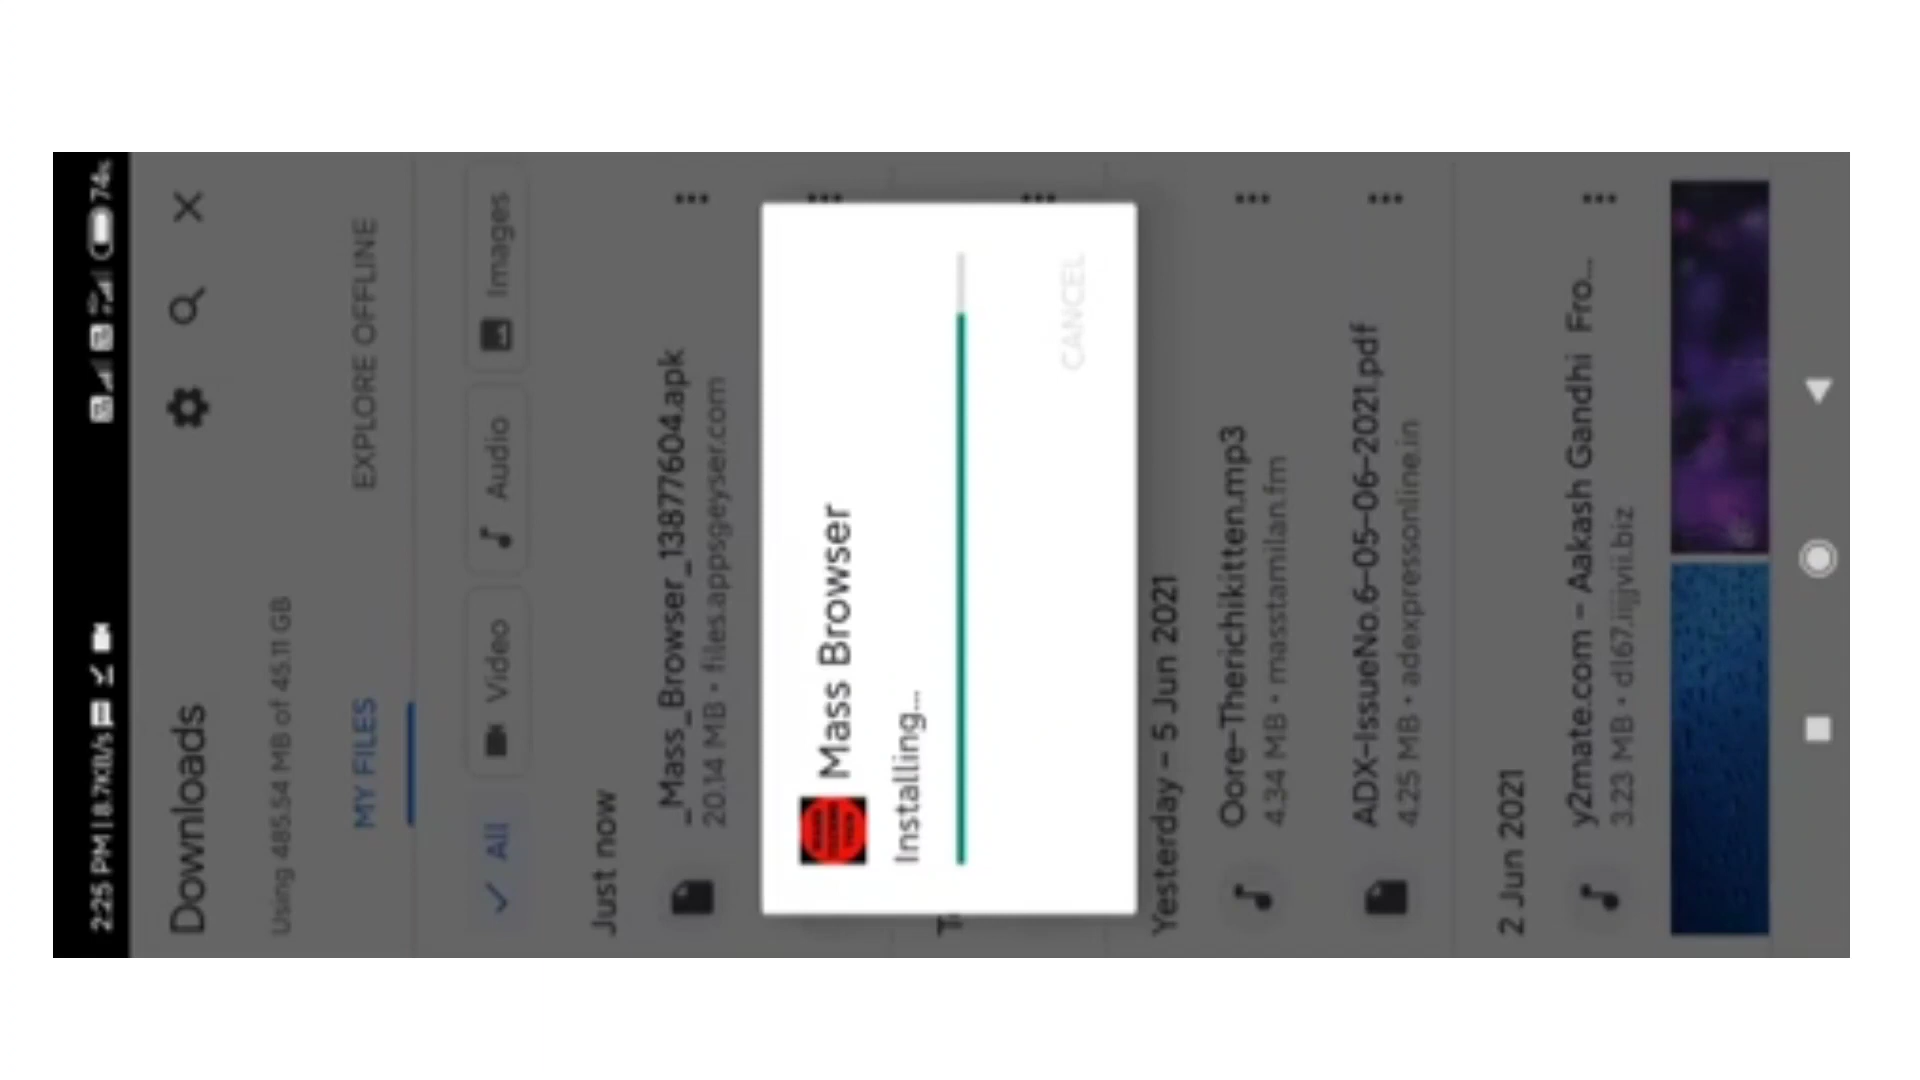 2:25 PM | 8.7KB/s
74%
Downloads
Using 485.54 MB of 45.11 GB
MY FILES
EXPLORE OFFLINE
All
Video
Audio
Images
Just now
_Mass_Browser_13877604.apk
20.14 MB • files.appsgeyser.com
Mass Browser
Installing...
CANCEL
Yesterday – 5 Jun 2021
Oore-Therichikitten.mp3
4.34 MB • masstamilan.fm
ADX-IssueNo.6-05-06-2021.pdf
4.25 MB • adexpressonline.in
2 Jun 2021
y2mate.com – Aakash Gandhi Fro...
3.23 MB • dl67.iijjvii.biz